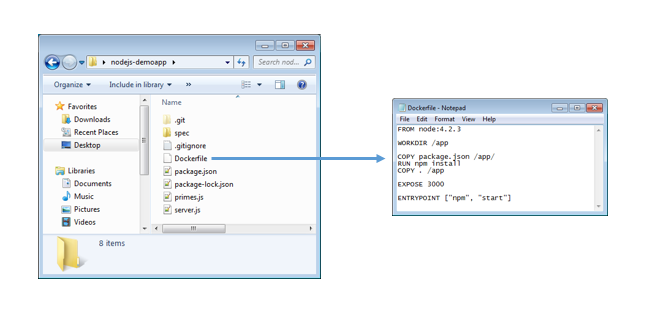 nodejs-demoapp
Search nod...
Organize
Include in library
»
Name
Favorites
Downloads
Recent Places
Desktop
Libraries
Documents
Music
Pictures
Videos
.git
spec
.gitignore
Dockerfile
package.json
package-lock.json
primes.js
server.js
8 items
Dockerfile - Notepad
File Edit Format View Help
FROM node:4.2.3
WORKDIR /app
COPY package.json /app/
RUN npm install
COPY . /app
EXPOSE 3000
ENTRYPOINT ["npm", "start"]